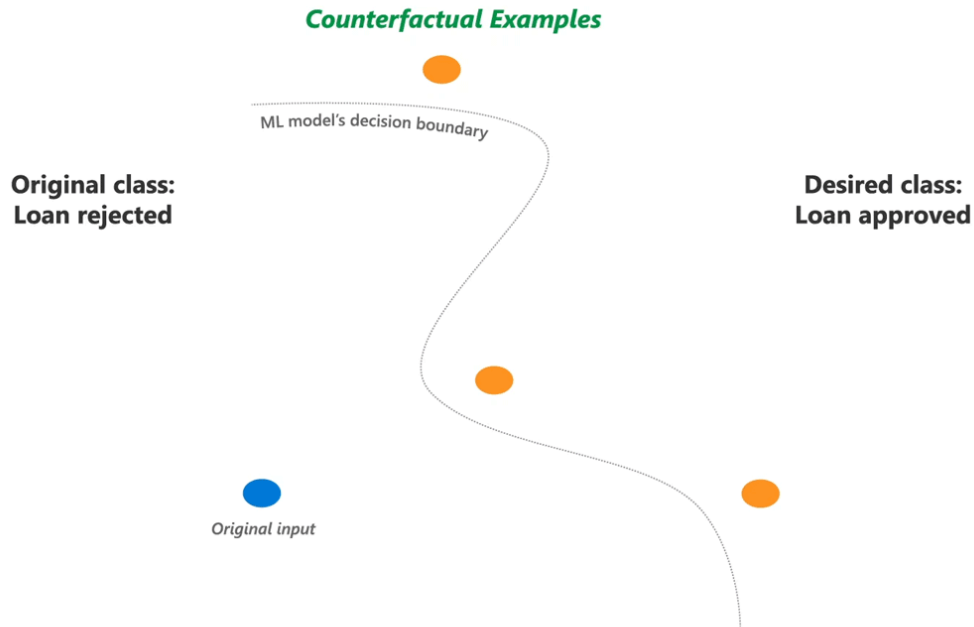 Counterfactual Examples
ML model's decision boundary
Original class:
Loan rejected
Desired class:
Loan approved
Original input